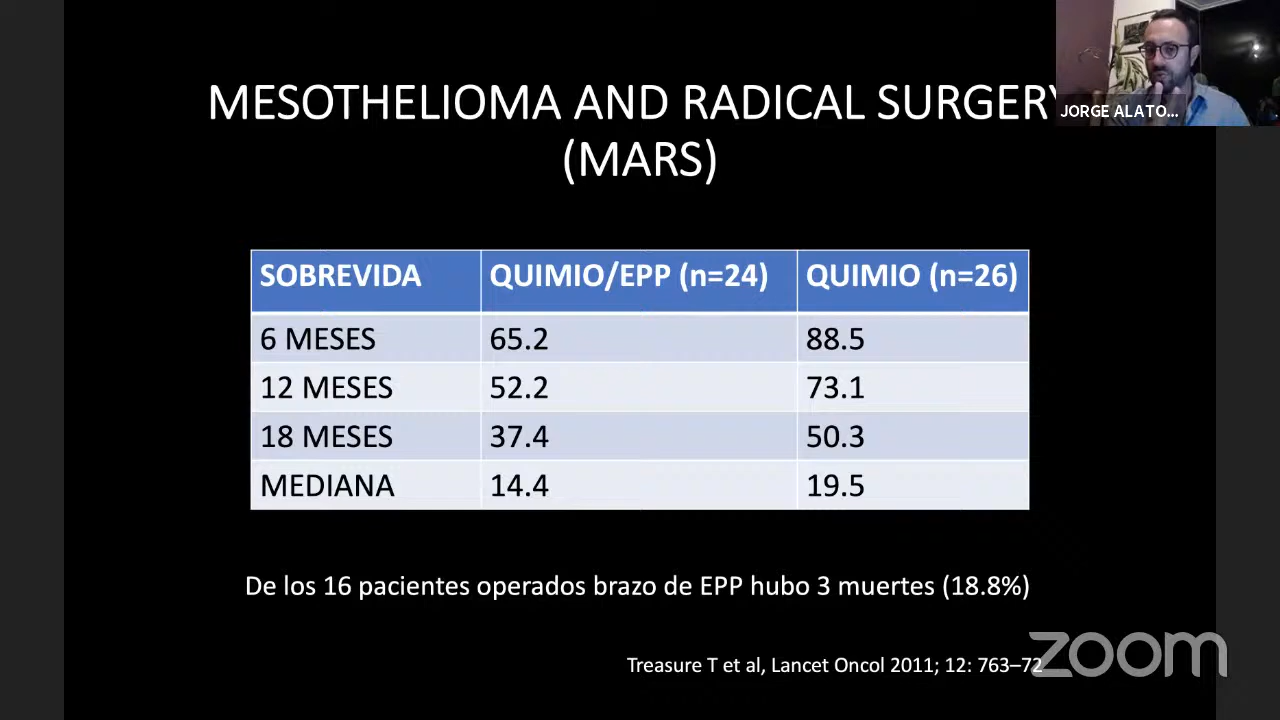 MESOTHELIOMA AND RADICAL SURGERY
(MARS)
JORGE ALATO...
SOBREVIDA QUIMIO/EPP (n=24) QUIMIO (n=26)
6 MESES 65.2 88.5
12 MESES 52.2 73.1
18 MESES 37.4 50.3
MEDIANA 14.4 19.5
De los 16 pacientes operados brazo de EPP hubo 3 muertes (18.8%)
Treasure T et al, Lancet Oncol 2011; 12: 763–72
zoom